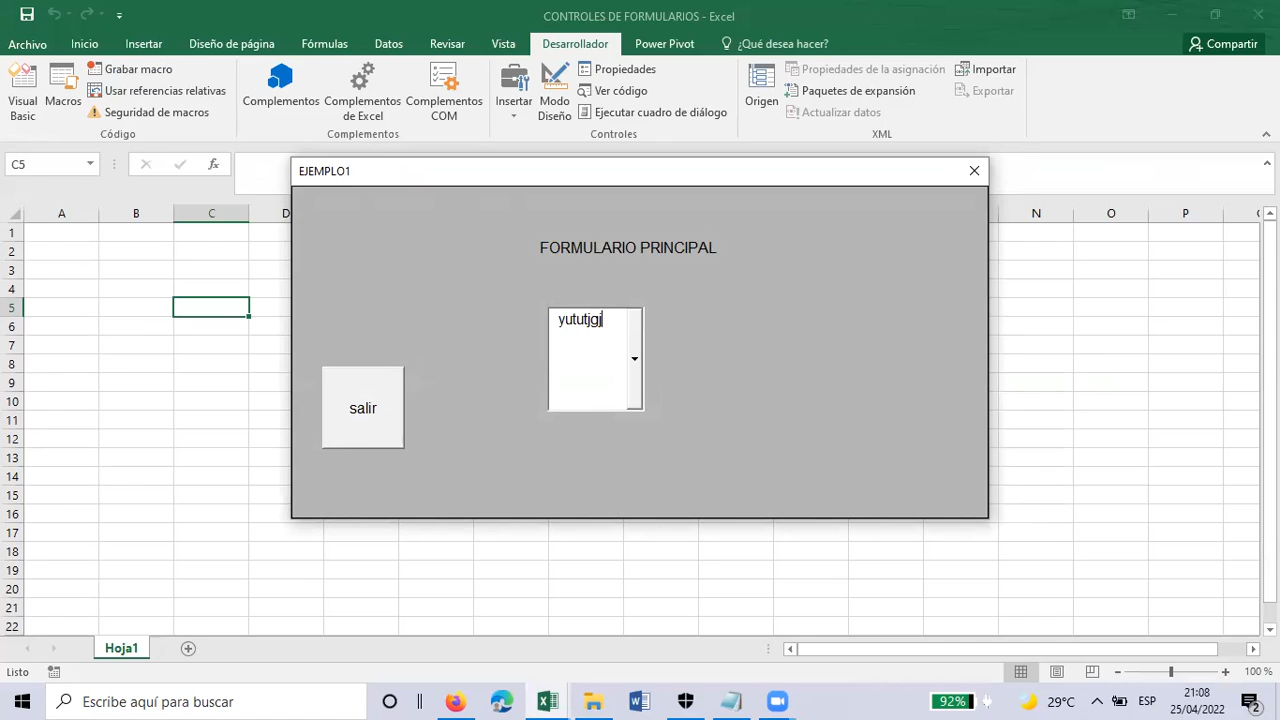 CONTROLES DE FORMULARIOS - Excel
Archivo Inicio Insertar Diseño de página Fórmulas Datos Revisar Vista Desarrollador Power Pivot ¿Qué desea hacer? Compartir
Visual Basic
Macros
Grabar macro
Usar referencias relativas
Seguridad de macros
Código
Complementos
Complementos de Excel
Complementos COM
Complementos
Insertar
Modo Diseño
Propiedades
Ver código
Ejecutar cuadro de diálogo
Controles
Origen
Propiedades de la asignación
Paquetes de expansión
Actualizar datos
Importar
Exportar
XML
C5
fx
EJEMPLO1
A B C D N O P
1
2
3
4
5
6
7
8
9
10
11
12
13
14
15
16
17
18
19
20
21
22
FORMULARIO PRINCIPAL
yututjgj
salir
Hoja1
Listo
100 %
Escribe aquí para buscar
92%
29°C
ESP
21:08
25/04/2022
2